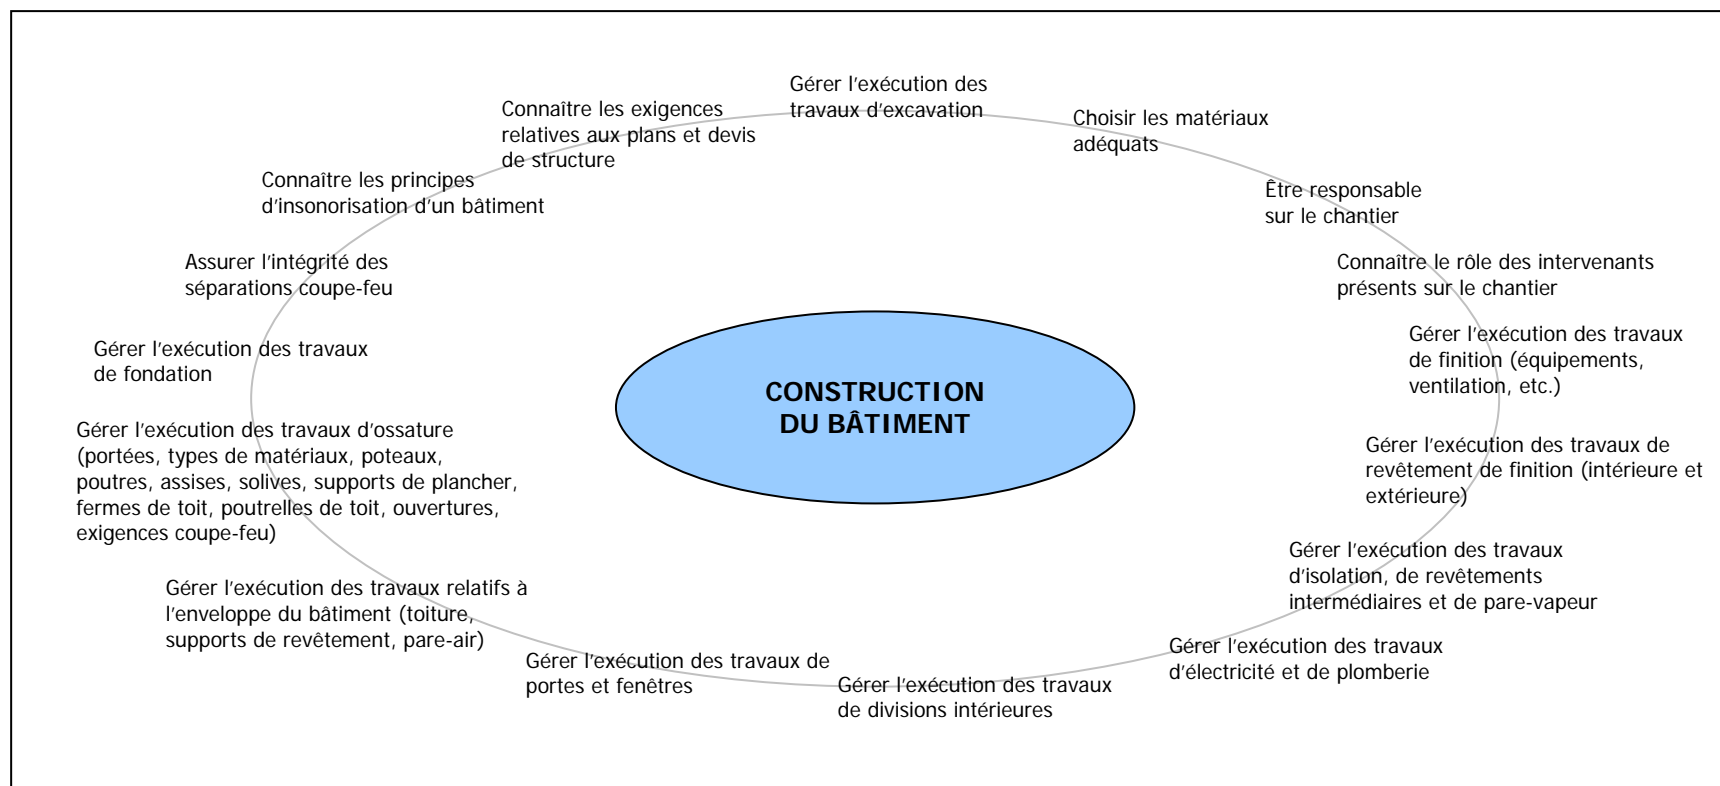 Gérer l'exécution des
travaux d'excavation
Choisir les matériaux
adéquats
Être responsable
sur le chantier
Connaître le rôle des intervenants
présents sur le chantier
Gérer l'exécution des travaux
de finition (équipements,
ventilation, etc.)
Gérer l'exécution des travaux de
revêtement de finition (intérieure et
extérieure)
Gérer l'exécution des travaux
d'isolation, de revêtements
intermédiaires et de pare-vapeur
Gérer l'exécution des travaux
d'électricité et de plomberie
Gérer l'exécution des travaux
de divisions intérieures
Gérer l'exécution des travaux de
portes et fenêtres
Gérer l'exécution des travaux relatifs à
l'enveloppe du bâtiment (toiture,
supports de revêtement, pare-air)
Gérer l'exécution des travaux d'ossature
(portées, types de matériaux, poteaux,
poutres, assises, solives, supports de plancher,
fermes de toit, poutrelles de toit, ouvertures,
exigences coupe-feu)
Gérer l'exécution des travaux
de fondation
Assurer l'intégrité des
séparations coupe-feu
Connaître les principes
d'insonorisation d'un bâtiment
Connaître les exigences
relatives aux plans et devis
de structure
CONSTRUCTION
DU BÂTIMENT